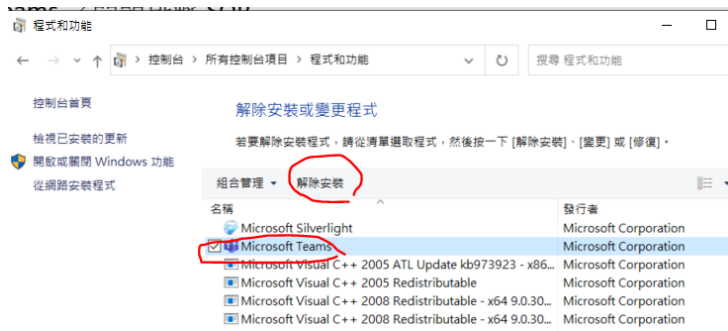 程式和功能
控制台 > 所有控制台項目 > 程式和功能
搜尋 程式和功能
控制台首頁
檢視已安裝的更新
開啟或關閉 Windows 功能
從網路安裝程式
解除安裝或變更程式
若要解除安裝程式，請從清單選取程式，然後按一下 [解除安裝]、[變更] 或 [修復]。
組合管理 解除安裝
名稱 發行者
Microsoft Silverlight Microsoft Corporation
Microsoft Teams Microsoft Corporation
Microsoft Visual C++ 2005 ATL Update kb973923 - x86... Microsoft Corporation
Microsoft Visual C++ 2005 Redistributable Microsoft Corporation
Microsoft Visual C++ 2008 Redistributable - x64 9.0.30... Microsoft Corporation
Microsoft Visual C++ 2008 Redistributable - x64 9.0.30... Microsoft Corporation